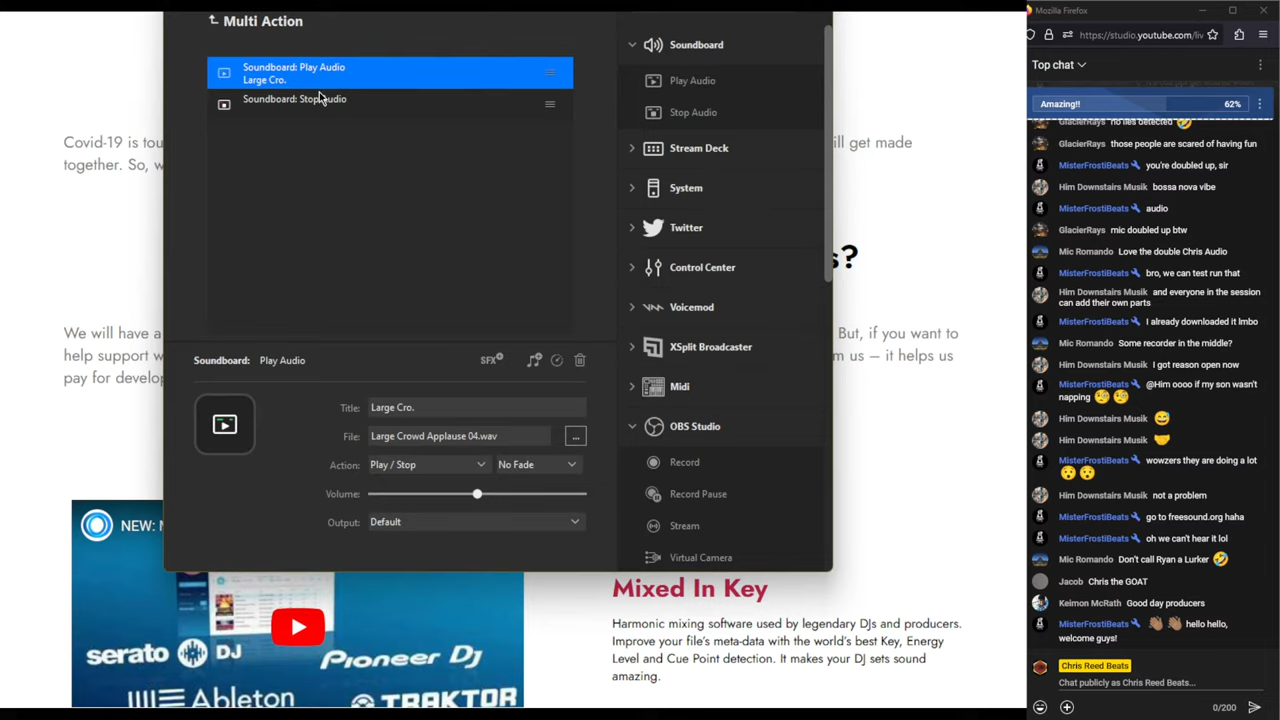 Multi Action
Soundboard: Play Audio
Large Cro.
Soundboard: Stop Audio
Soundboard: Play Audio
SFX
Title: Large Cro.
File: Large Crowd Applause 04.wav
...
Action: Play / Stop No Fade
Volume:
Output: Default
Soundboard
Play Audio
Stop Audio
Stream Deck
System
Twitter
Control Center
Voicemod
XSplit Broadcaster
Midi
OBS Studio
Record
Record Pause
Stream
Virtual Camera
Covid-19 is
together. So,
ill get made
s?
We will have a
help support
pay for
But, if you want to
m us – it helps us
NEW:
serato DJ
Pioneer DJ
Ableton
TRAKTOR
Mixed In Key
Harmonic mixing software used by legendary DJs and producers.
Improve your file's meta-data with the world's best Key, Energy
Level and Cue Point detection. It makes your DJ sets sound
amazing.
Mozilla Firefox
https://studio.youtube.com/liv
Top chat
Amazing!! 62%
GlacierRays no lies detected 🤣
GlacierRays those people are scared of having fun
MisterFrostiBeats you're doubled up, sir
Him Downstairs Musik bossa nova vibe
MisterFrostiBeats audio
GlacierRays mic doubled up btw
Mic Romando Love the double Chris Audio
MisterFrostiBeats bro, we can test run that
Him Downstairs Musik and everyone in the session
can add their own parts
MisterFrostiBeats I already downloaded it lmbo
Mic Romando Some recorder in the middle?
Him Downstairs Musik I got reason open now
MisterFrostiBeats @Him oooo if my son wasn't
napping 🧐🧐
Him Downstairs Musik 😅
Him Downstairs Musik 🤝
MisterFrostiBeats wowzers they are doing a lot
😯😯
Him Downstairs Musik not a problem
MisterFrostiBeats go to freesound.org haha
MisterFrostiBeats oh we can't hear it lol
Mic Romando Don't call Ryan a Lurker 🤣
Jacob Chris the GOAT
Keimon McRath Good day producers
MisterFrostiBeats 👋🏽👋🏽 hello hello,
welcome guys!
Chris Reed Beats
Chat publicly as Chris Reed Beats...
0/200